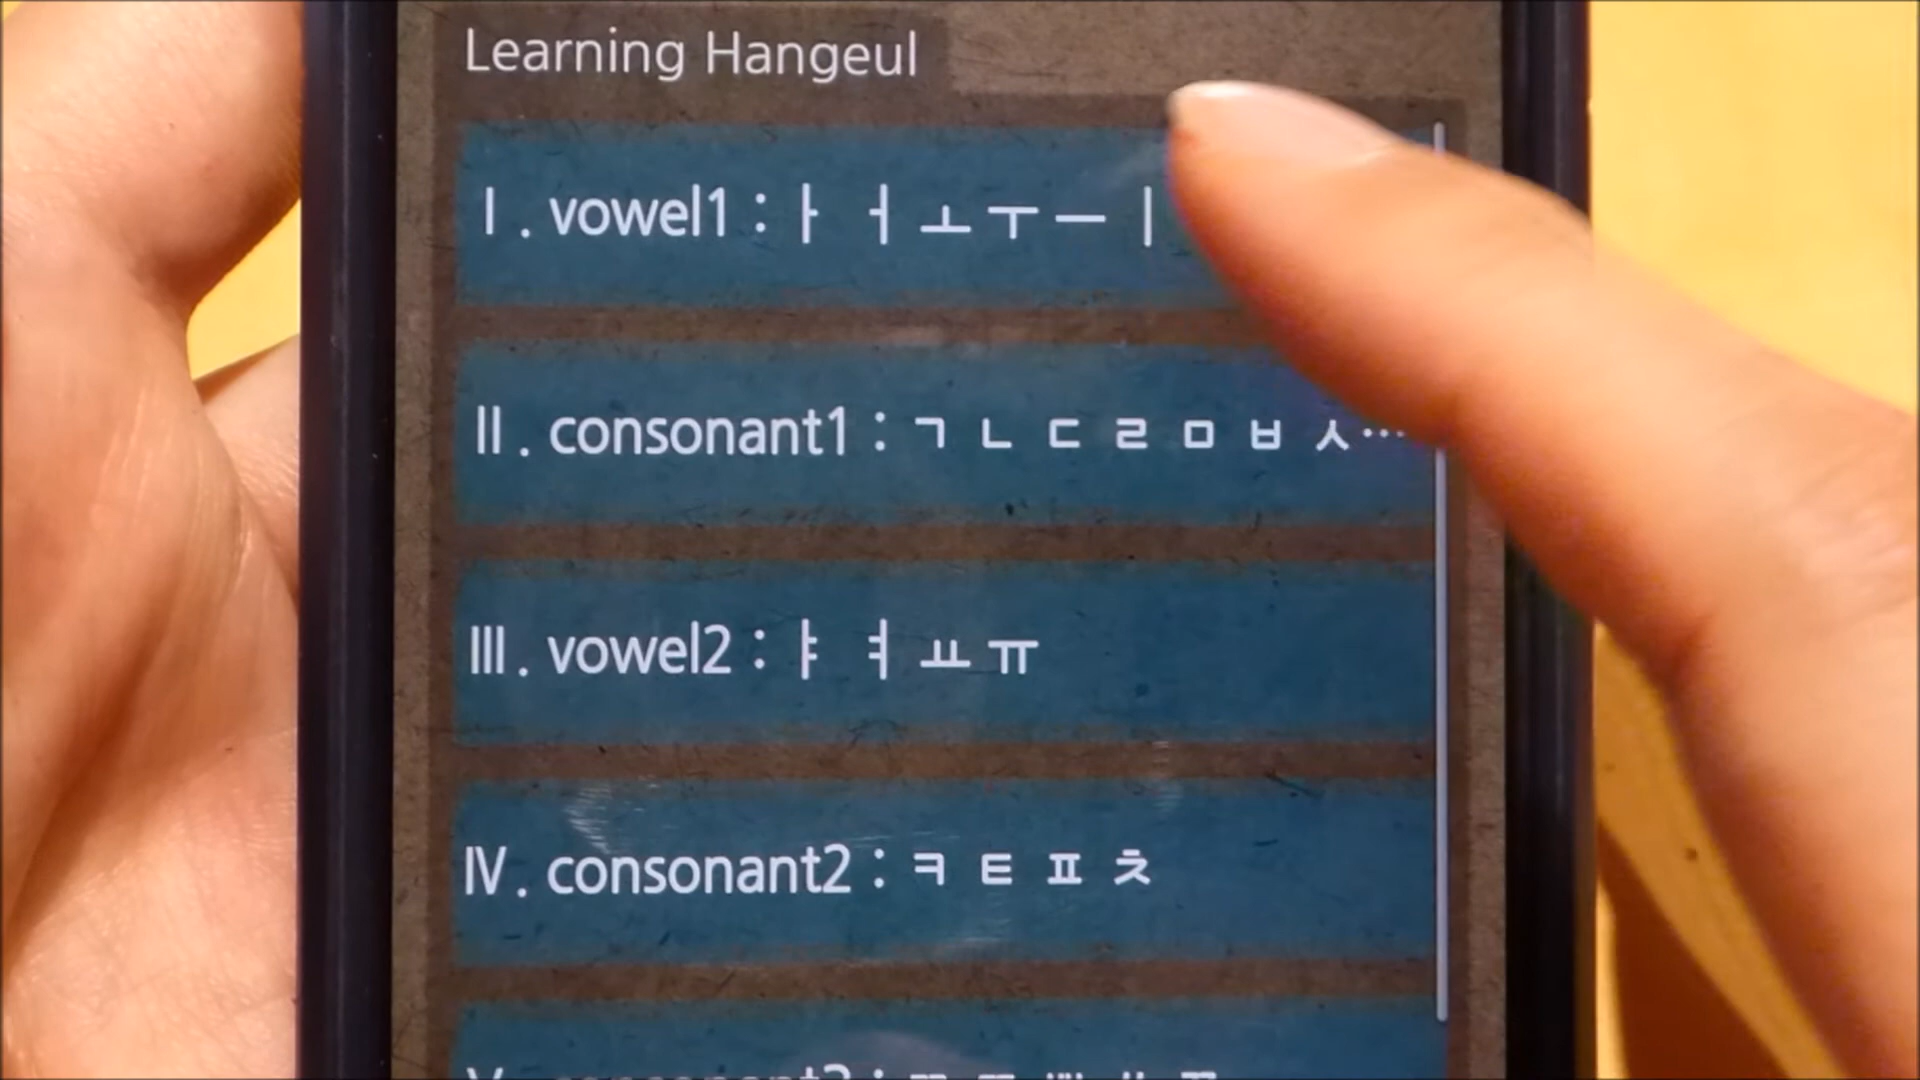 Learning Hangeul
Ⅰ. vowel1 : ㅏ ㅓ ㅗ ㅜ ㅡ ㅣ
Ⅱ. consonant1 : ㄱ ㄴ ㄷ ㄹ ㅁ ㅂ ㅅ…
Ⅲ. vowel2 : ㅑ ㅕ ㅛ ㅠ
Ⅳ. consonant2 : ㅋ ㅌ ㅍ ㅊ